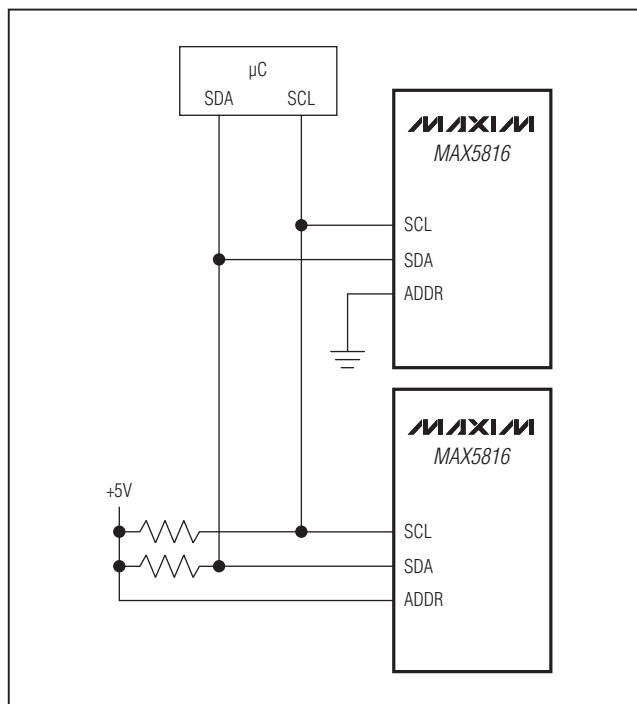 µC
SDA SCL
MAXIM
MAX5816
SCL
SDA
ADDR
MAXIM
MAX5816
+5V
SCL
SDA
ADDR